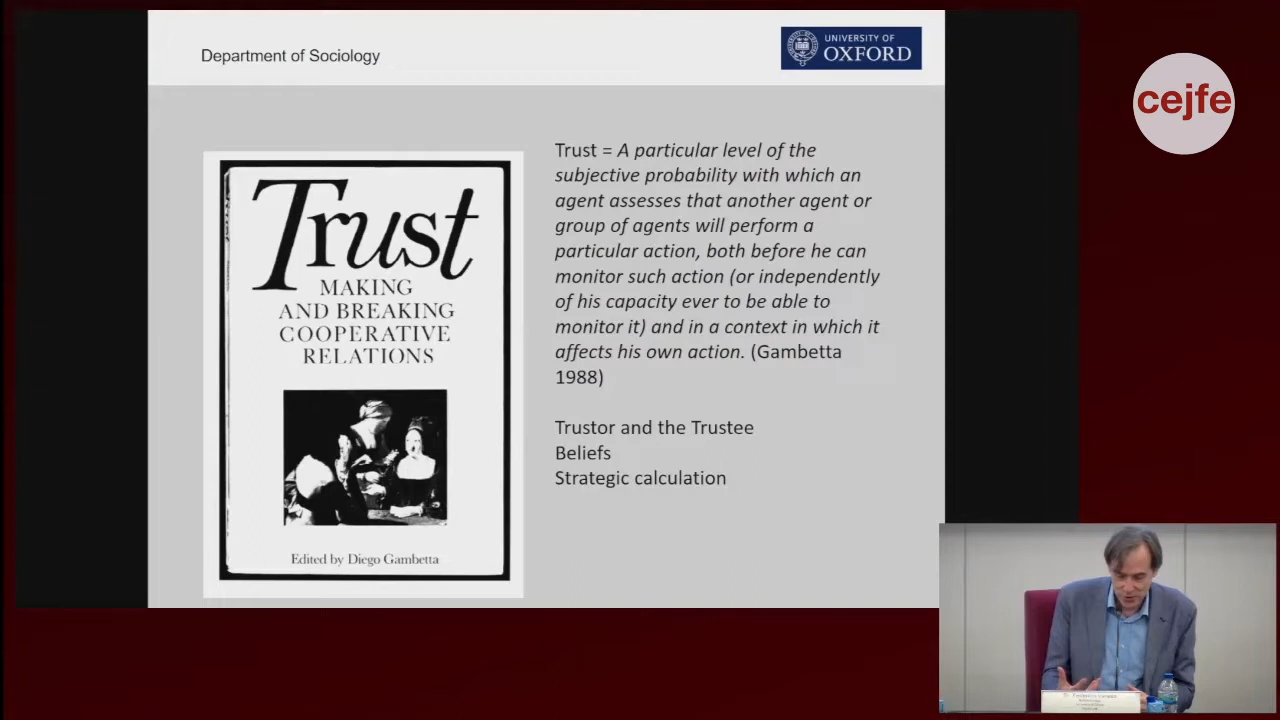 Department of Sociology
UNIVERSITY OF
OXFORD
cejfe
Trust
MAKING
AND BREAKING
COOPERATIVE
RELATIONS
Edited by Diego Gambetta
Trust = A particular level of the
subjective probability with which an
agent assesses that another agent or
group of agents will perform a
particular action, both before he can
monitor such action (or independently
of his capacity ever to be able to
monitor it) and in a context in which it
affects his own action. (Gambetta
1988)
Trustor and the Trustee
Beliefs
Strategic calculation